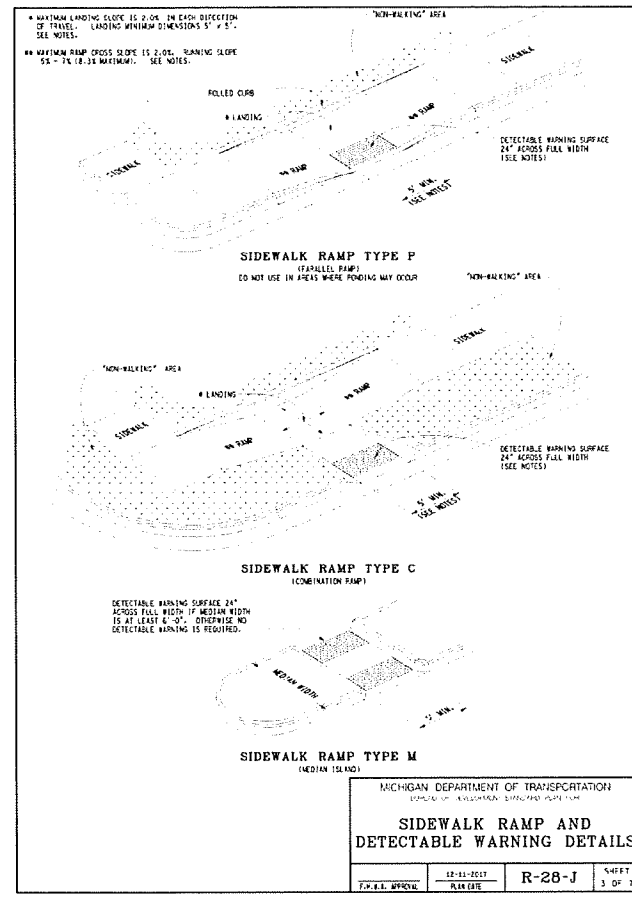 * MAXIMUM LANDING SLOPE IS 2.0% IN EACH DIRECTION
OF TRAVEL. LANDING MINIMUM DIMENSIONS 5' x 5'.
SEE NOTES.
** MAXIMUM RAMP CROSS SLOPE IS 2.0%. RUNNING SLOPE
5% - 7% (8.3% MAXIMUM). SEE NOTES.
"NON-WALKING" AREA
SIDEWALK
ROLLED CURB
* LANDING
** RAMP
SIDEWALK
** RAMP
DETECTABLE WARNING SURFACE
24" ACROSS FULL WIDTH
(SEE NOTES)
5' MIN.
(SEE NOTES)
SIDEWALK RAMP TYPE P
(PARALLEL RAMP)
DO NOT USE IN AREAS WHERE PONDING MAY OCCUR
"NON-WALKING" AREA
SIDEWALK
"NON-WALKING" AREA
* LANDING
** RAMP
SIDEWALK
** RAMP
DETECTABLE WARNING SURFACE
24" ACROSS FULL WIDTH
(SEE NOTES)
5' MIN.
(SEE NOTES)
SIDEWALK RAMP TYPE C
(COMBINATION RAMP)
DETECTABLE WARNING SURFACE 24"
ACROSS FULL WIDTH IF MEDIAN WIDTH
IS AT LEAST 6'-0". OTHERWISE NO
DETECTABLE WARNING IS REQUIRED.
MEDIAN WIDTH
5' MIN.
SIDEWALK RAMP TYPE M
(MEDIAN ISLAND)
MICHIGAN DEPARTMENT OF TRANSPORTATION
BUREAU OF DEVELOPMENT STANDARD PLAN FOR
SIDEWALK RAMP AND
DETECTABLE WARNING DETAILS
F.H.W.A. APPROVAL
12-11-2017
PLAN DATE
R-28-J
SHEET
3 OF 7